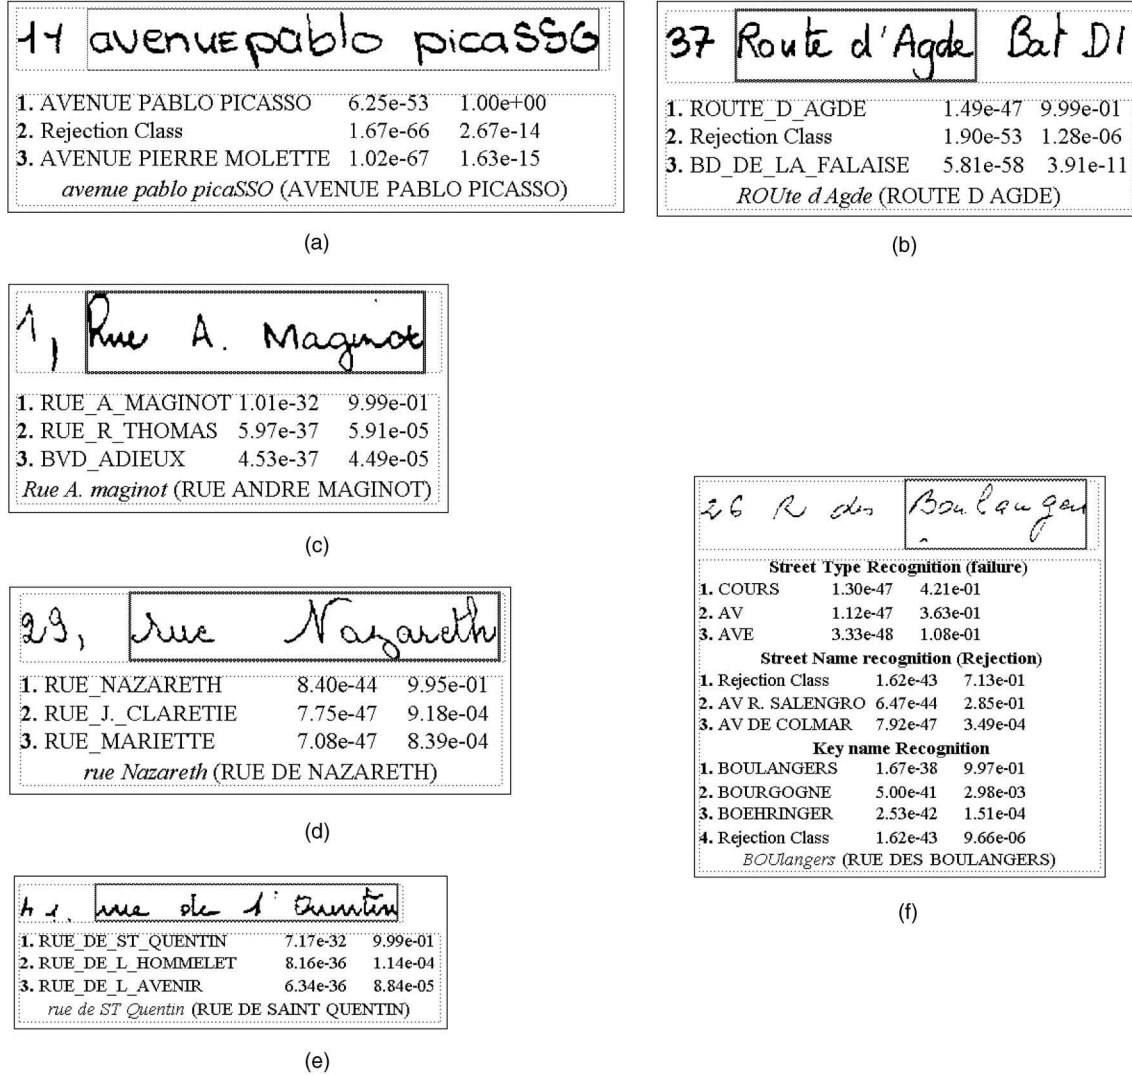 11 avenue pablo picaSSO
1. AVENUE PABLO PICASSO 6.25e-53 1.00e+00
2. Rejection Class 1.67e-66 2.67e-14
3. AVENUE PIERRE MOLETTE 1.02e-67 1.63e-15
avenue pablo picaSSO (AVENUE PABLO PICASSO)
(a)
37 Route d'Agde Bat D1
1. ROUTE_D_AGDE 1.49e-47 9.99e-01
2. Rejection Class 1.90e-53 1.28e-06
3. BD_DE_LA_FALAISE 5.81e-58 3.91e-11
ROUte d Agde (ROUTE D AGDE)
(b)
1, Rue A. Maginot
1. RUE_A_MAGINOT 1.01e-32 9.99e-01
2. RUE_R_THOMAS 5.97e-37 5.91e-05
3. BVD_ADIEUX 4.53e-37 4.49e-05
Rue A. maginot (RUE ANDRE MAGINOT)
(c)
29, rue Nazareth
1. RUE_NAZARETH 8.40e-44 9.95e-01
2. RUE_J._CLARETIE 7.75e-47 9.18e-04
3. RUE_MARIETTE 7.08e-47 8.39e-04
rue Nazareth (RUE DE NAZARETH)
(d)
rue de l' Quentin
1. RUE_DE_ST_QUENTIN 7.17e-32 9.99e-01
2. RUE_DE_L_HOMMELET 8.16e-36 1.14e-04
3. RUE_DE_L_AVENIR 6.34e-36 8.84e-05
rue de ST Quentin (RUE DE SAINT QUENTIN)
(e)
26 R des Boulangers
Street Type Recognition (failure)
1. COURS 1.30e-47 4.21e-01
2. AV 1.12e-47 3.63e-01
3. AVE 3.33e-48 1.08e-01
Street Name recognition (Rejection)
1. Rejection Class 1.62e-43 7.13e-01
2. AV R. SALENGRO 6.47e-44 2.85e-01
3. AV DE COLMAR 7.92e-47 3.49e-04
Key name Recognition
1. BOULANGERS 1.67e-38 9.97e-01
2. BOURGOGNE 5.00e-41 2.98e-03
3. BOEHRINGER 2.53e-42 1.51e-04
4. Rejection Class 1.62e-43 9.66e-06
BOUlangers (RUE DES BOULANGERS)
(f)